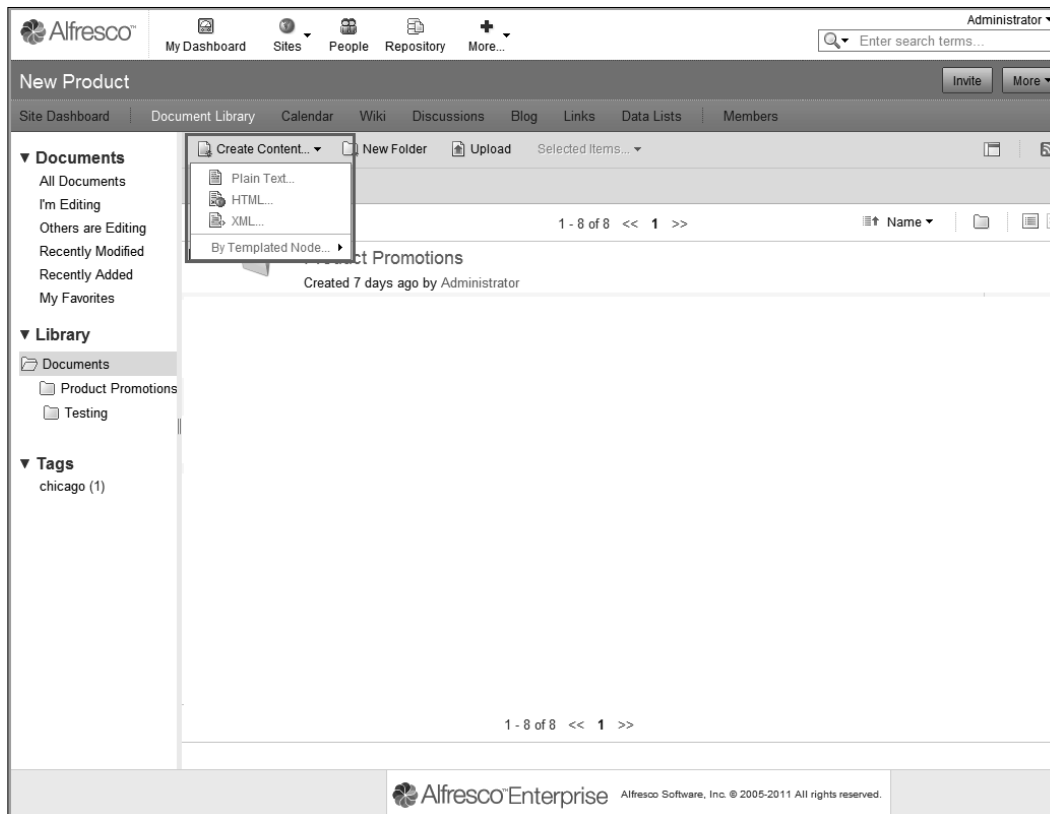 Alfresco™
My Dashboard Sites People Repository More...
Administrator
Enter search terms...
New Product
Invite More
Site Dashboard Document Library Calendar Wiki Discussions Blog Links Data Lists Members
Create Content... New Folder Upload Selected Items...
Plain Text...
HTML...
XML...
By Templated Node...
Documents
All Documents
I'm Editing
Others are Editing
Recently Modified
Recently Added
My Favorites
Library
Documents
Product Promotions
Testing
Tags
chicago (1)
1 - 8 of 8 << 1 >> Name
Product Promotions
Created 7 days ago by Administrator
1 - 8 of 8 << 1 >>
Alfresco™ Enterprise Alfresco Software, Inc. © 2005-2011 All rights reserved.